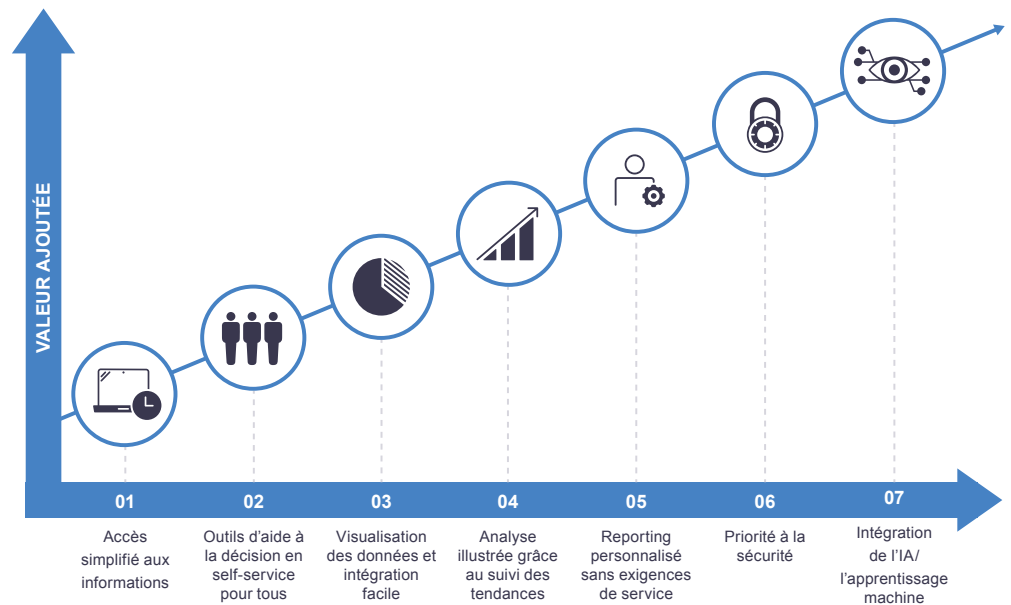 VALEUR AJOUTÉE
01
Accès
simplifié aux
informations
02
Outils d'aide à
la décision en
self-service
pour tous
03
Visualisation
des données et
intégration
facile
04
Analyse
illustrée grâce
au suivi des
tendances
05
Reporting
personnalisé
sans exigences
de service
06
Priorité à la
sécurité
07
Intégration
de l'IA/
l'apprentissage
machine